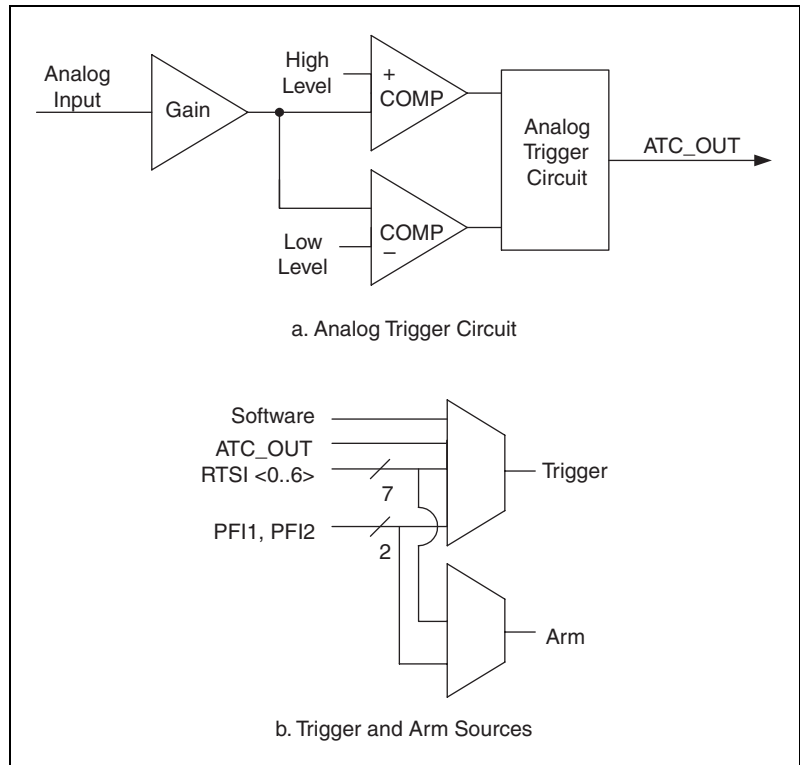 Analog
Input
Gain
High
Level
+
COMP
COMP
−
Low
Level
Analog
Trigger
Circuit
ATC_OUT
a. Analog Trigger Circuit
Software
ATC_OUT
RTSI <0..6>
7
PFI1, PFI2
2
Trigger
Arm
b. Trigger and Arm Sources